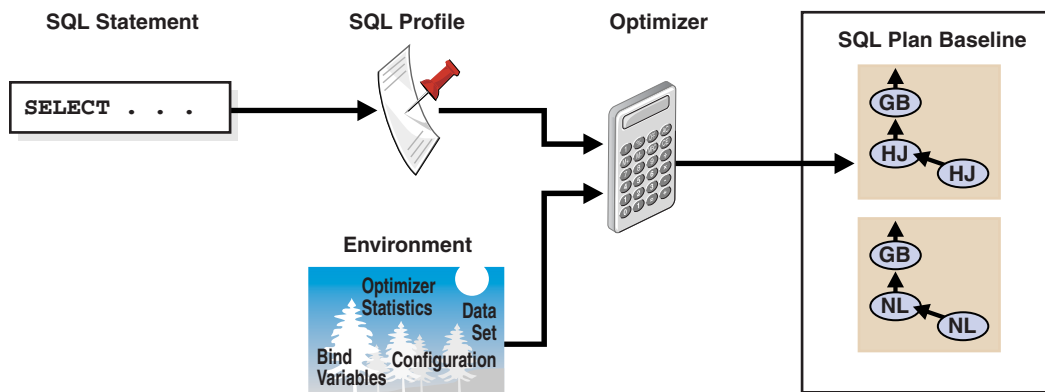 SQL Statement
SQL Profile
Optimizer
SQL Plan Baseline
SELECT . . .
GB
HJ
HJ
Environment
Optimizer
Statistics
Data
Set
Bind
Variables
Configuration
GB
NL
NL